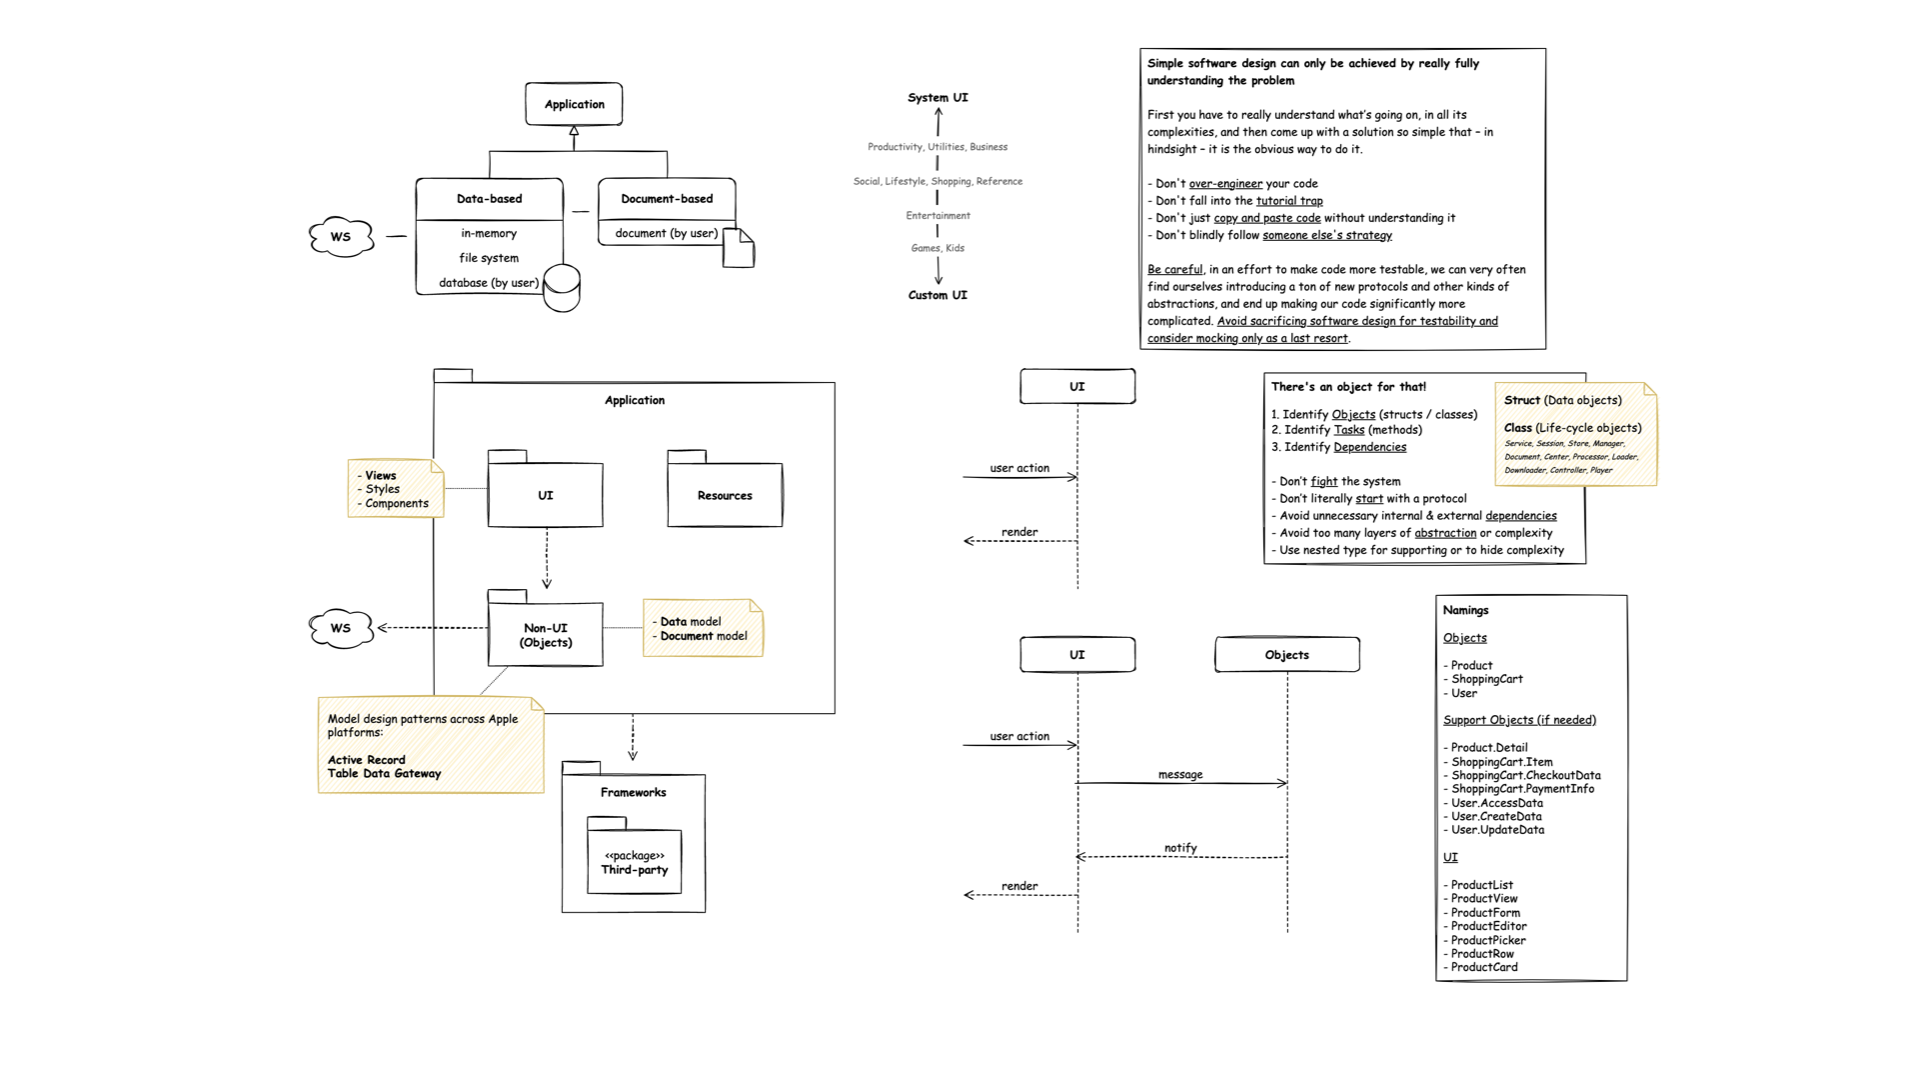 Application
Data-based
in-memory
file system
database (by user)
Document-based
document (by user)
WS
System UI
Productivity, Utilities, Business
Social, Lifestyle, Shopping, Reference
Entertainment
Games, Kids
Custom UI
Simple software design can only be achieved by really fully
understanding the problem
First you have to really understand what's going on, in all its
complexities, and then come up with a solution so simple that – in
hindsight – it is the obvious way to do it.
- Don't over-engineer your code
- Don't fall into the tutorial trap
- Don't just copy and paste code without understanding it
- Don't blindly follow someone else's strategy
Be careful, in an effort to make code more testable, we can very often
find ourselves introducing a ton of new protocols and other kinds of
abstractions, and end up making our code significantly more
complicated. Avoid sacrificing software design for testability and
consider mocking only as a last resort.
Application
- Views
- Styles
- Components
UI
Resources
WS
Non-UI
(Objects)
- Data model
- Document model
Model design patterns across Apple
platforms:
Active Record
Table Data Gateway
Frameworks
<<package>>
Third-party
UI
user action
render
There's an object for that!
1. Identify Objects (structs / classes)
2. Identify Tasks (methods)
3. Identify Dependencies
- Don't fight the system
- Don't literally start with a protocol
- Avoid unnecessary internal & external dependencies
- Avoid too many layers of abstraction or complexity
- Use nested type for supporting or to hide complexity
Struct (Data objects)
Class (Life-cycle objects)
Service, Session, Store, Manager,
Document, Center, Processor, Loader,
Downloader, Controller, Player
UI
Objects
user action
message
notify
render
Namings
Objects
- Product
- ShoppingCart
- User
Support Objects (if needed)
- Product.Detail
- ShoppingCart.Item
- ShoppingCart.CheckoutData
- ShoppingCart.PaymentInfo
- User.AccessData
- User.CreateData
- User.UpdateData
UI
- ProductList
- ProductView
- ProductForm
- ProductEditor
- ProductPicker
- ProductRow
- ProductCard